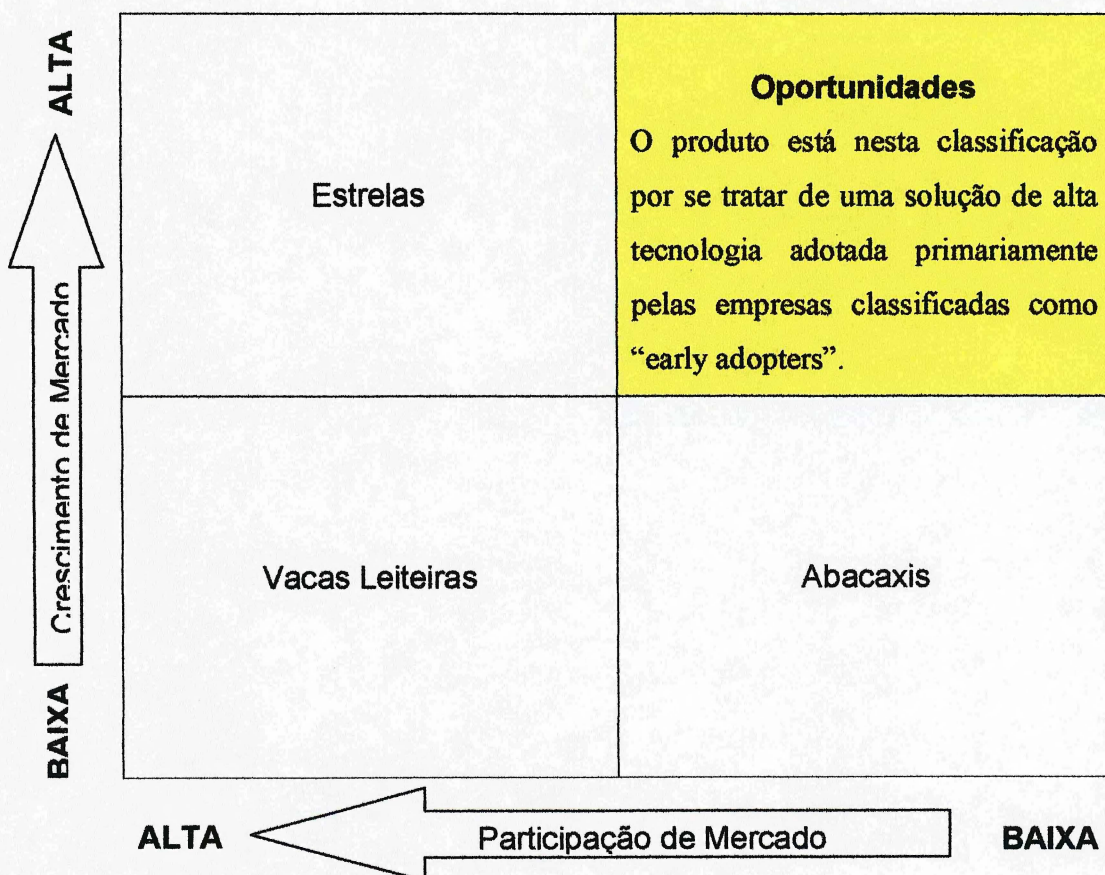 ALTA
Crescimento de Mercado
BAIXA
Estrelas
Oportunidades
O produto está nesta classificação
por se tratar de uma solução de alta
tecnologia adotada primariamente
pelas empresas classificadas como
“early adopters”.
Vacas Leiteiras
Abacaxis
ALTA
Participação de Mercado
BAIXA